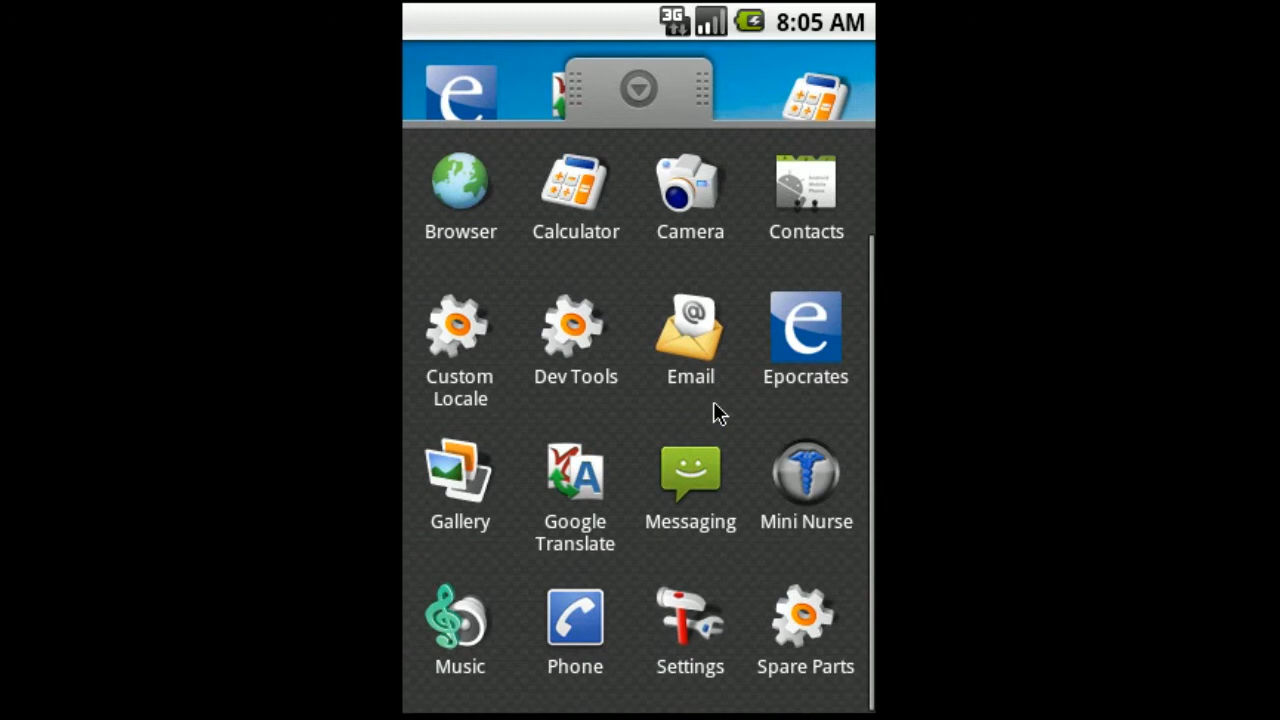 3G 8:05 AM
e
Browser Calculator Camera Contacts
Custom Locale Dev Tools Email Epocrates
Gallery Google Translate Messaging Mini Nurse
Music Phone Settings Spare Parts